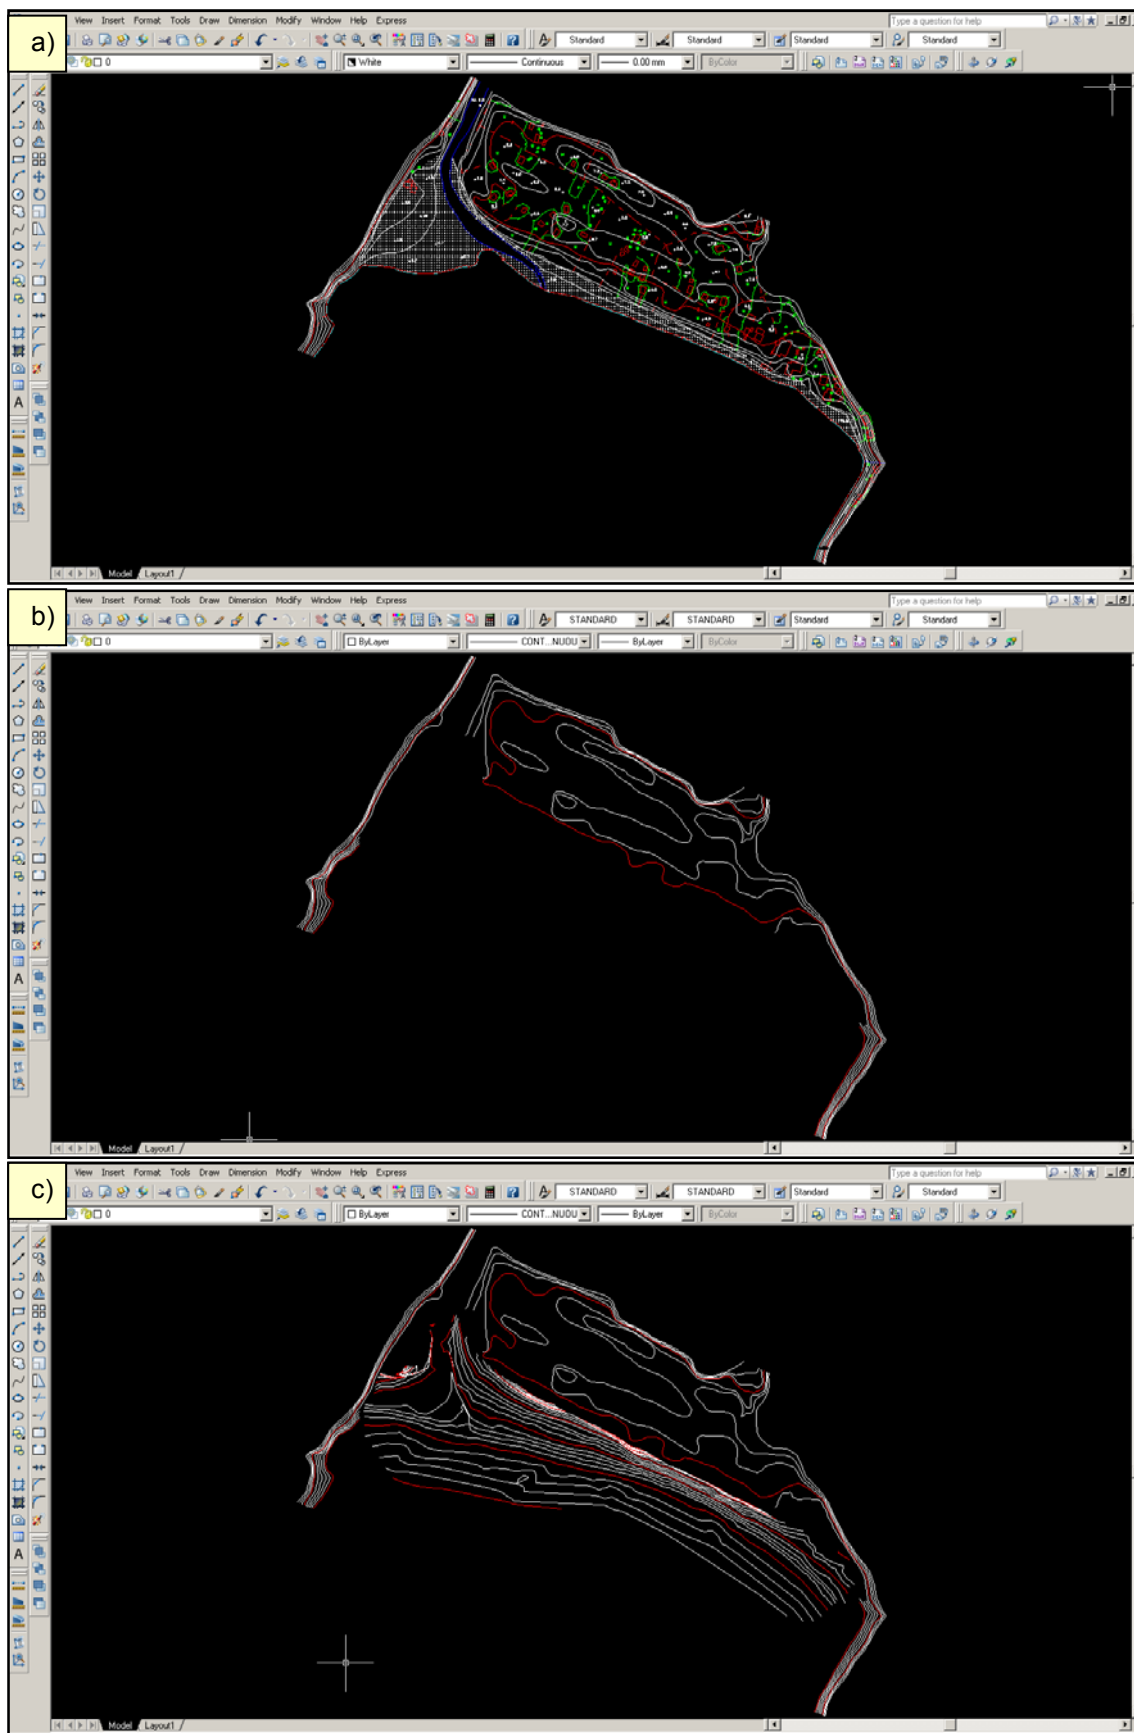 a)
View Insert Format Tools Draw Dimension Modify Window Help Express
Type a question for help
Standard Standard Standard Standard
0 White Continuous 0.00 mm ByColor
A
Model Layout1
b)
View Insert Format Tools Draw Dimension Modify Window Help Express
Type a question for help
STANDARD STANDARD Standard Standard
0 ByLayer CONT...NUOU ByLayer ByColor
A
Model Layout1
c)
View Insert Format Tools Draw Dimension Modify Window Help Express
Type a question for help
STANDARD STANDARD Standard Standard
0 ByLayer CONT...NUOU ByLayer ByColor
A
Model Layout1